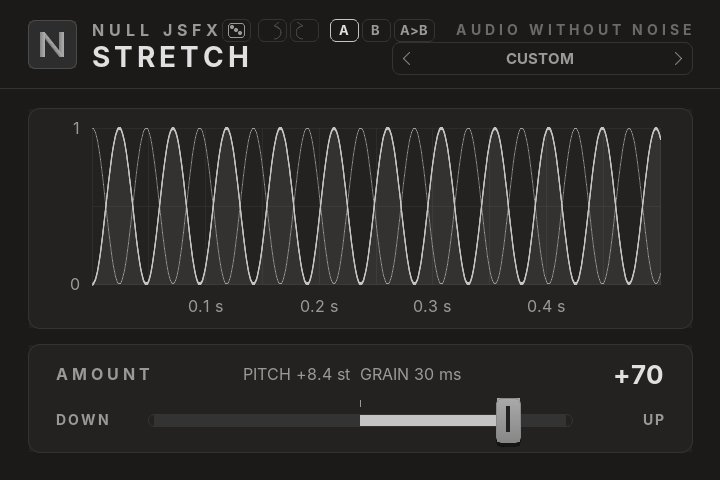 N NULL JSFX A B A>B AUDIO WITHOUT NOISE
STRETCH CUSTOM
1
0
0.1 s 0.2 s 0.3 s 0.4 s
AMOUNT PITCH +8.4 st GRAIN 30 ms +70
DOWN UP